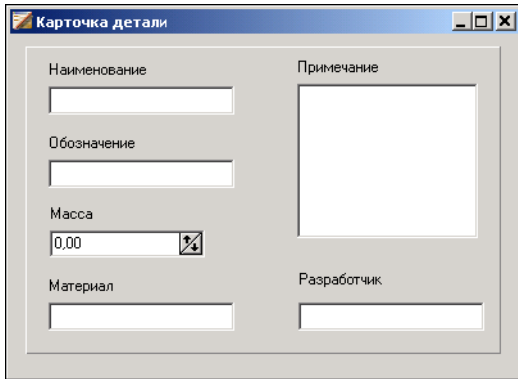 Карточка детали
Наименование
Примечание
Обозначение
Масса
0,00
Материал
Разработчик